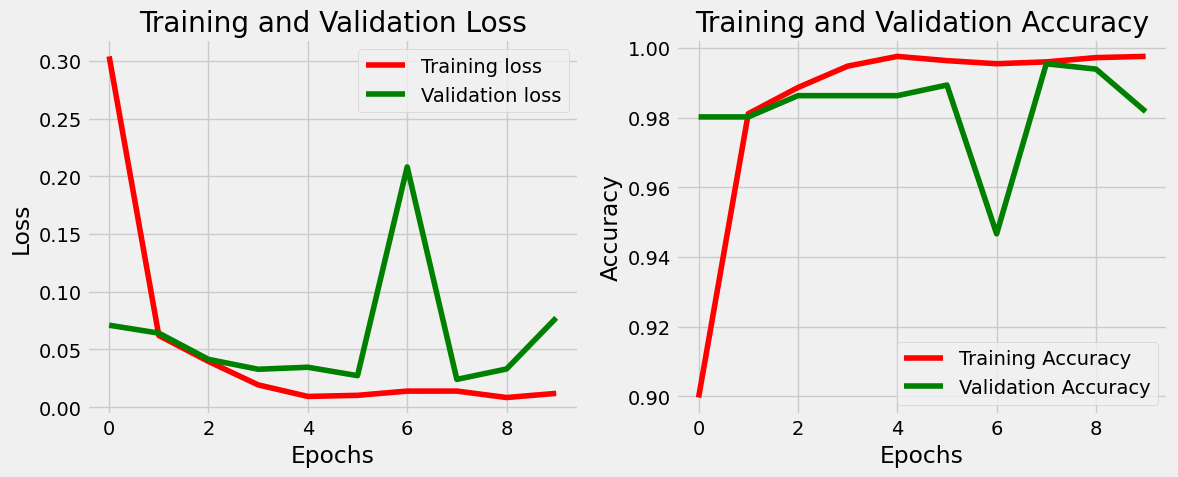 Training and Validation Loss
0.30
0.25
0.20
0.15
0.10
0.05
0.00
Loss
Training loss
Validation loss
0 2 4 6 8
Epochs
Training and Validation Accuracy
1.00
0.98
0.96
0.94
0.92
0.90
Accuracy
Training Accuracy
Validation Accuracy
0 2 4 6 8
Epochs